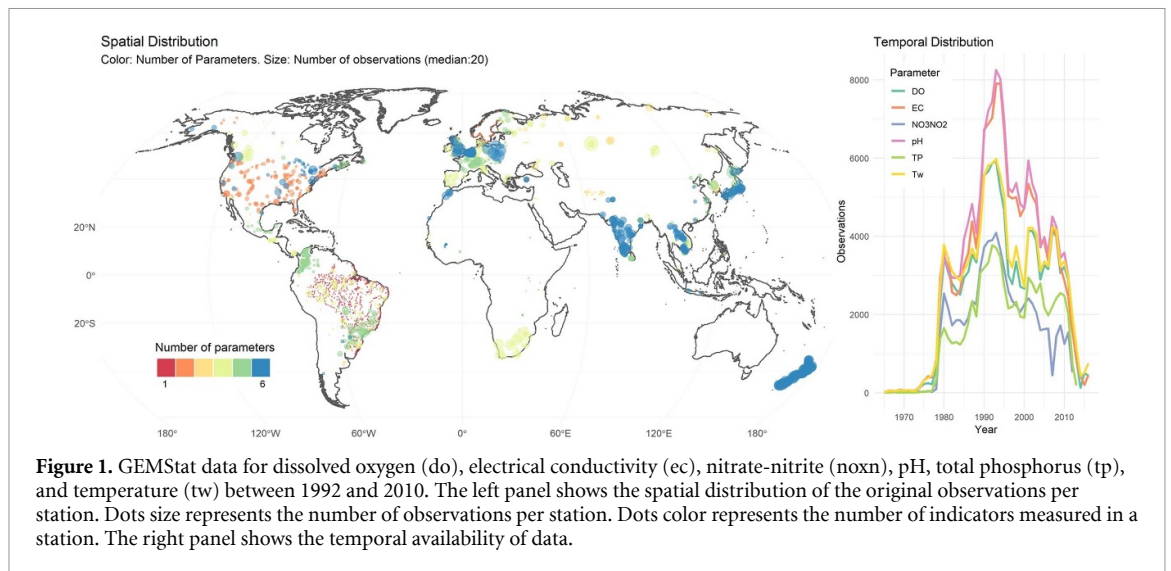 Spatial Distribution
Color: Number of Parameters. Size: Number of observations (median:20)
20°N
0°
20°S
Number of parameters
1 6
180° 120°W 60°W 0° 60°E 120°E 180°
Temporal Distribution
Parameter
DO
EC
NO3NO2
pH
TP
Tw
8000
6000
4000
2000
0
Observations
1970 1980 1990 2000 2010
Year
Figure 1. GEMStat data for dissolved oxygen (do), electrical conductivity (ec), nitrate-nitrite (noxn), pH, total phosphorus (tp),
and temperature (tw) between 1992 and 2010. The left panel shows the spatial distribution of the original observations per
station. Dots size represents the number of observations per station. Dots color represents the number of indicators measured in a
station. The right panel shows the temporal availability of data.